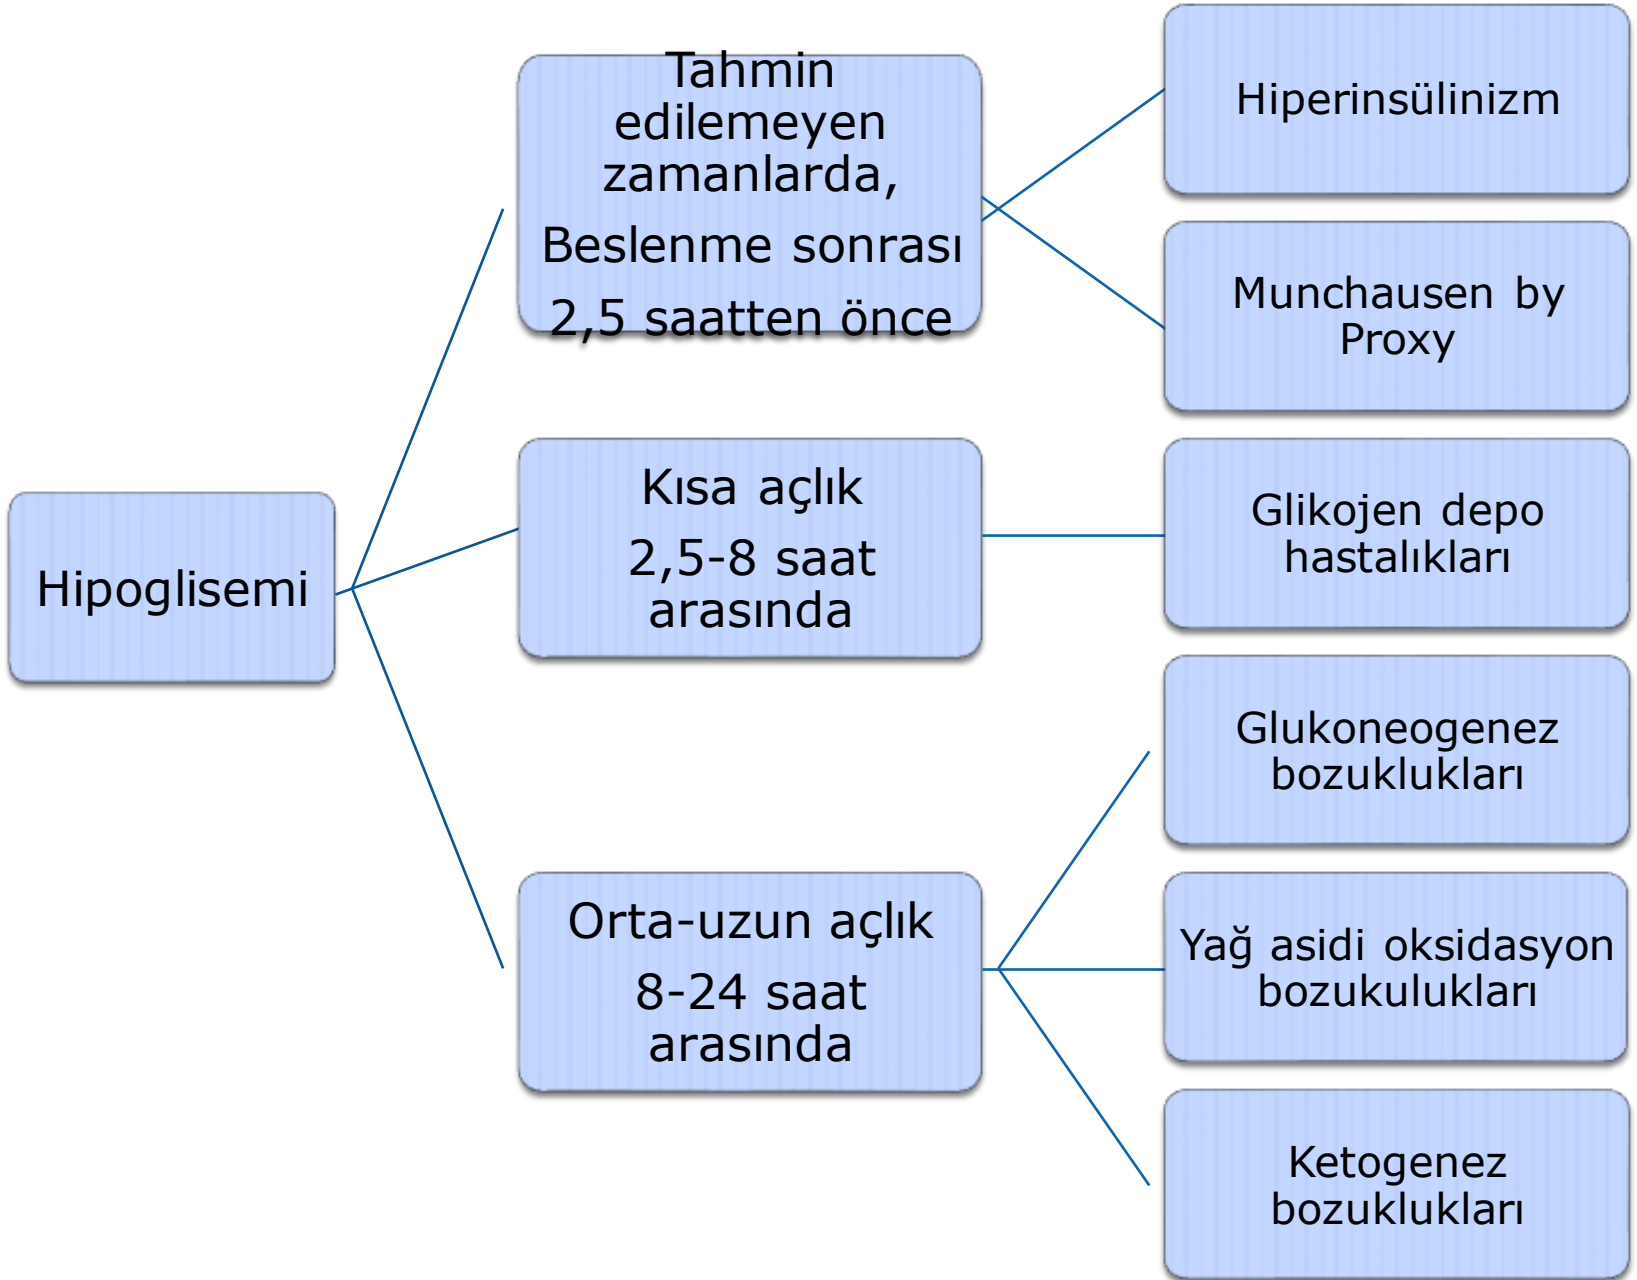 Hipoglisemi
Tahmin
edilemeyen
zamanlarda,
Beslenme sonrası
2,5 saatten önce
Kısa açlık
2,5-8 saat
arasında
Orta-uzun açlık
8-24 saat
arasında
Hiperinsülinizm
Munchausen by
Proxy
Glikojen depo
hastalıkları
Glukoneogenez
bozuklukları
Yağ asidi oksidasyon
bozukulukları
Ketogenez
bozuklukları